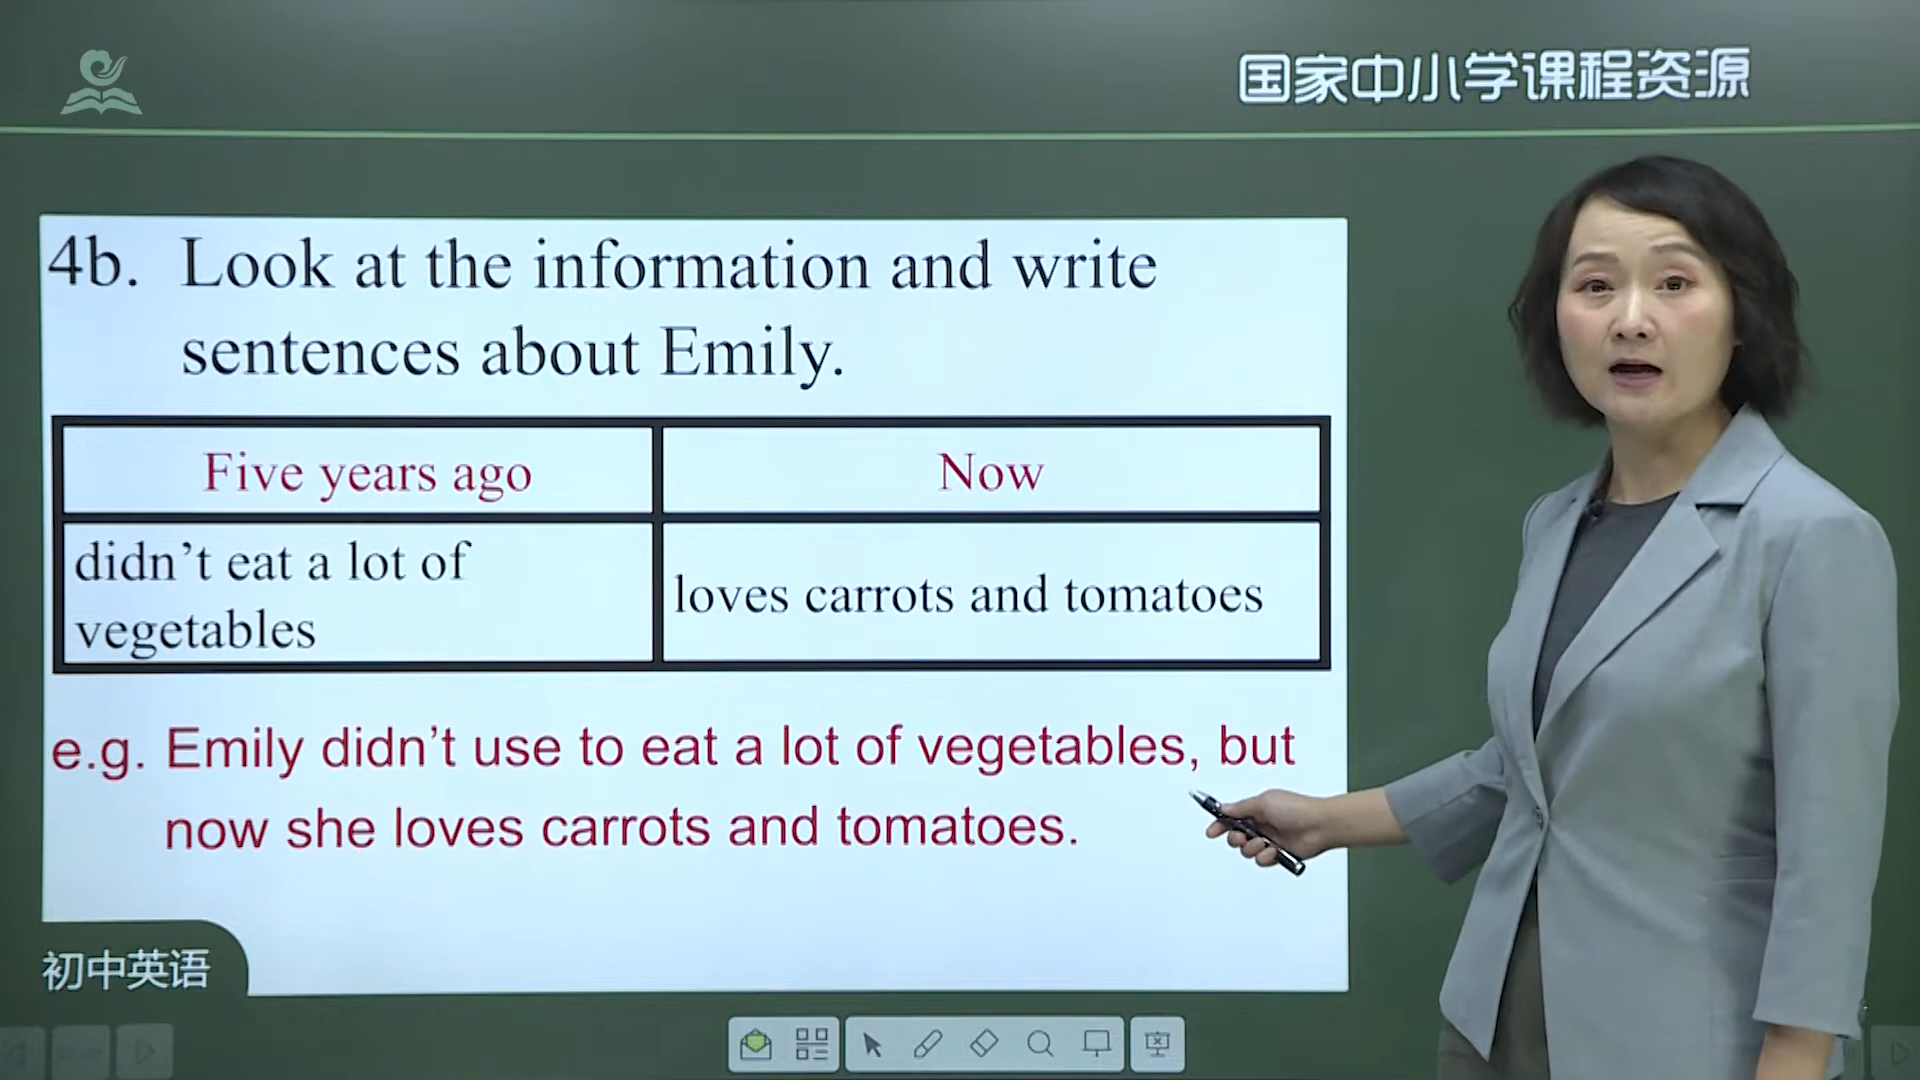 国家中小学课程资源
4b. Look at the information and write
sentences about Emily.
Five years ago
Now
didn’t eat a lot of
vegetables
loves carrots and tomatoes
e.g. Emily didn’t use to eat a lot of vegetables, but
now she loves carrots and tomatoes.
初中英语